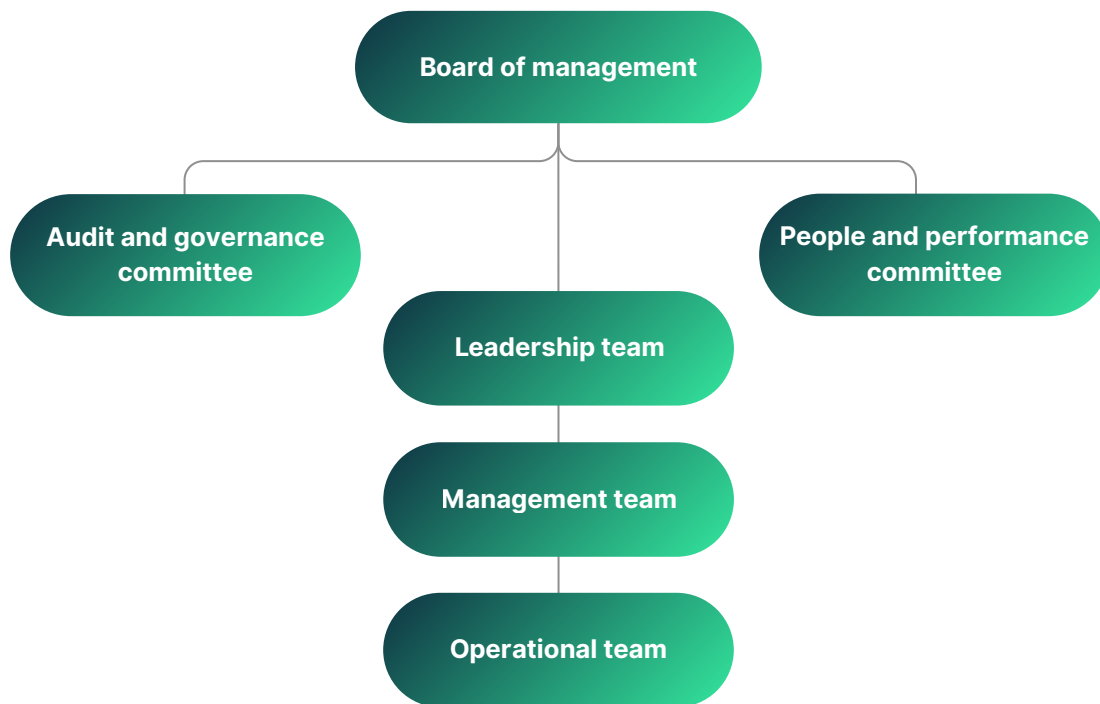 Board of management
Audit and governance
committee
People and performance
committee
Leadership team
Management team
Operational team